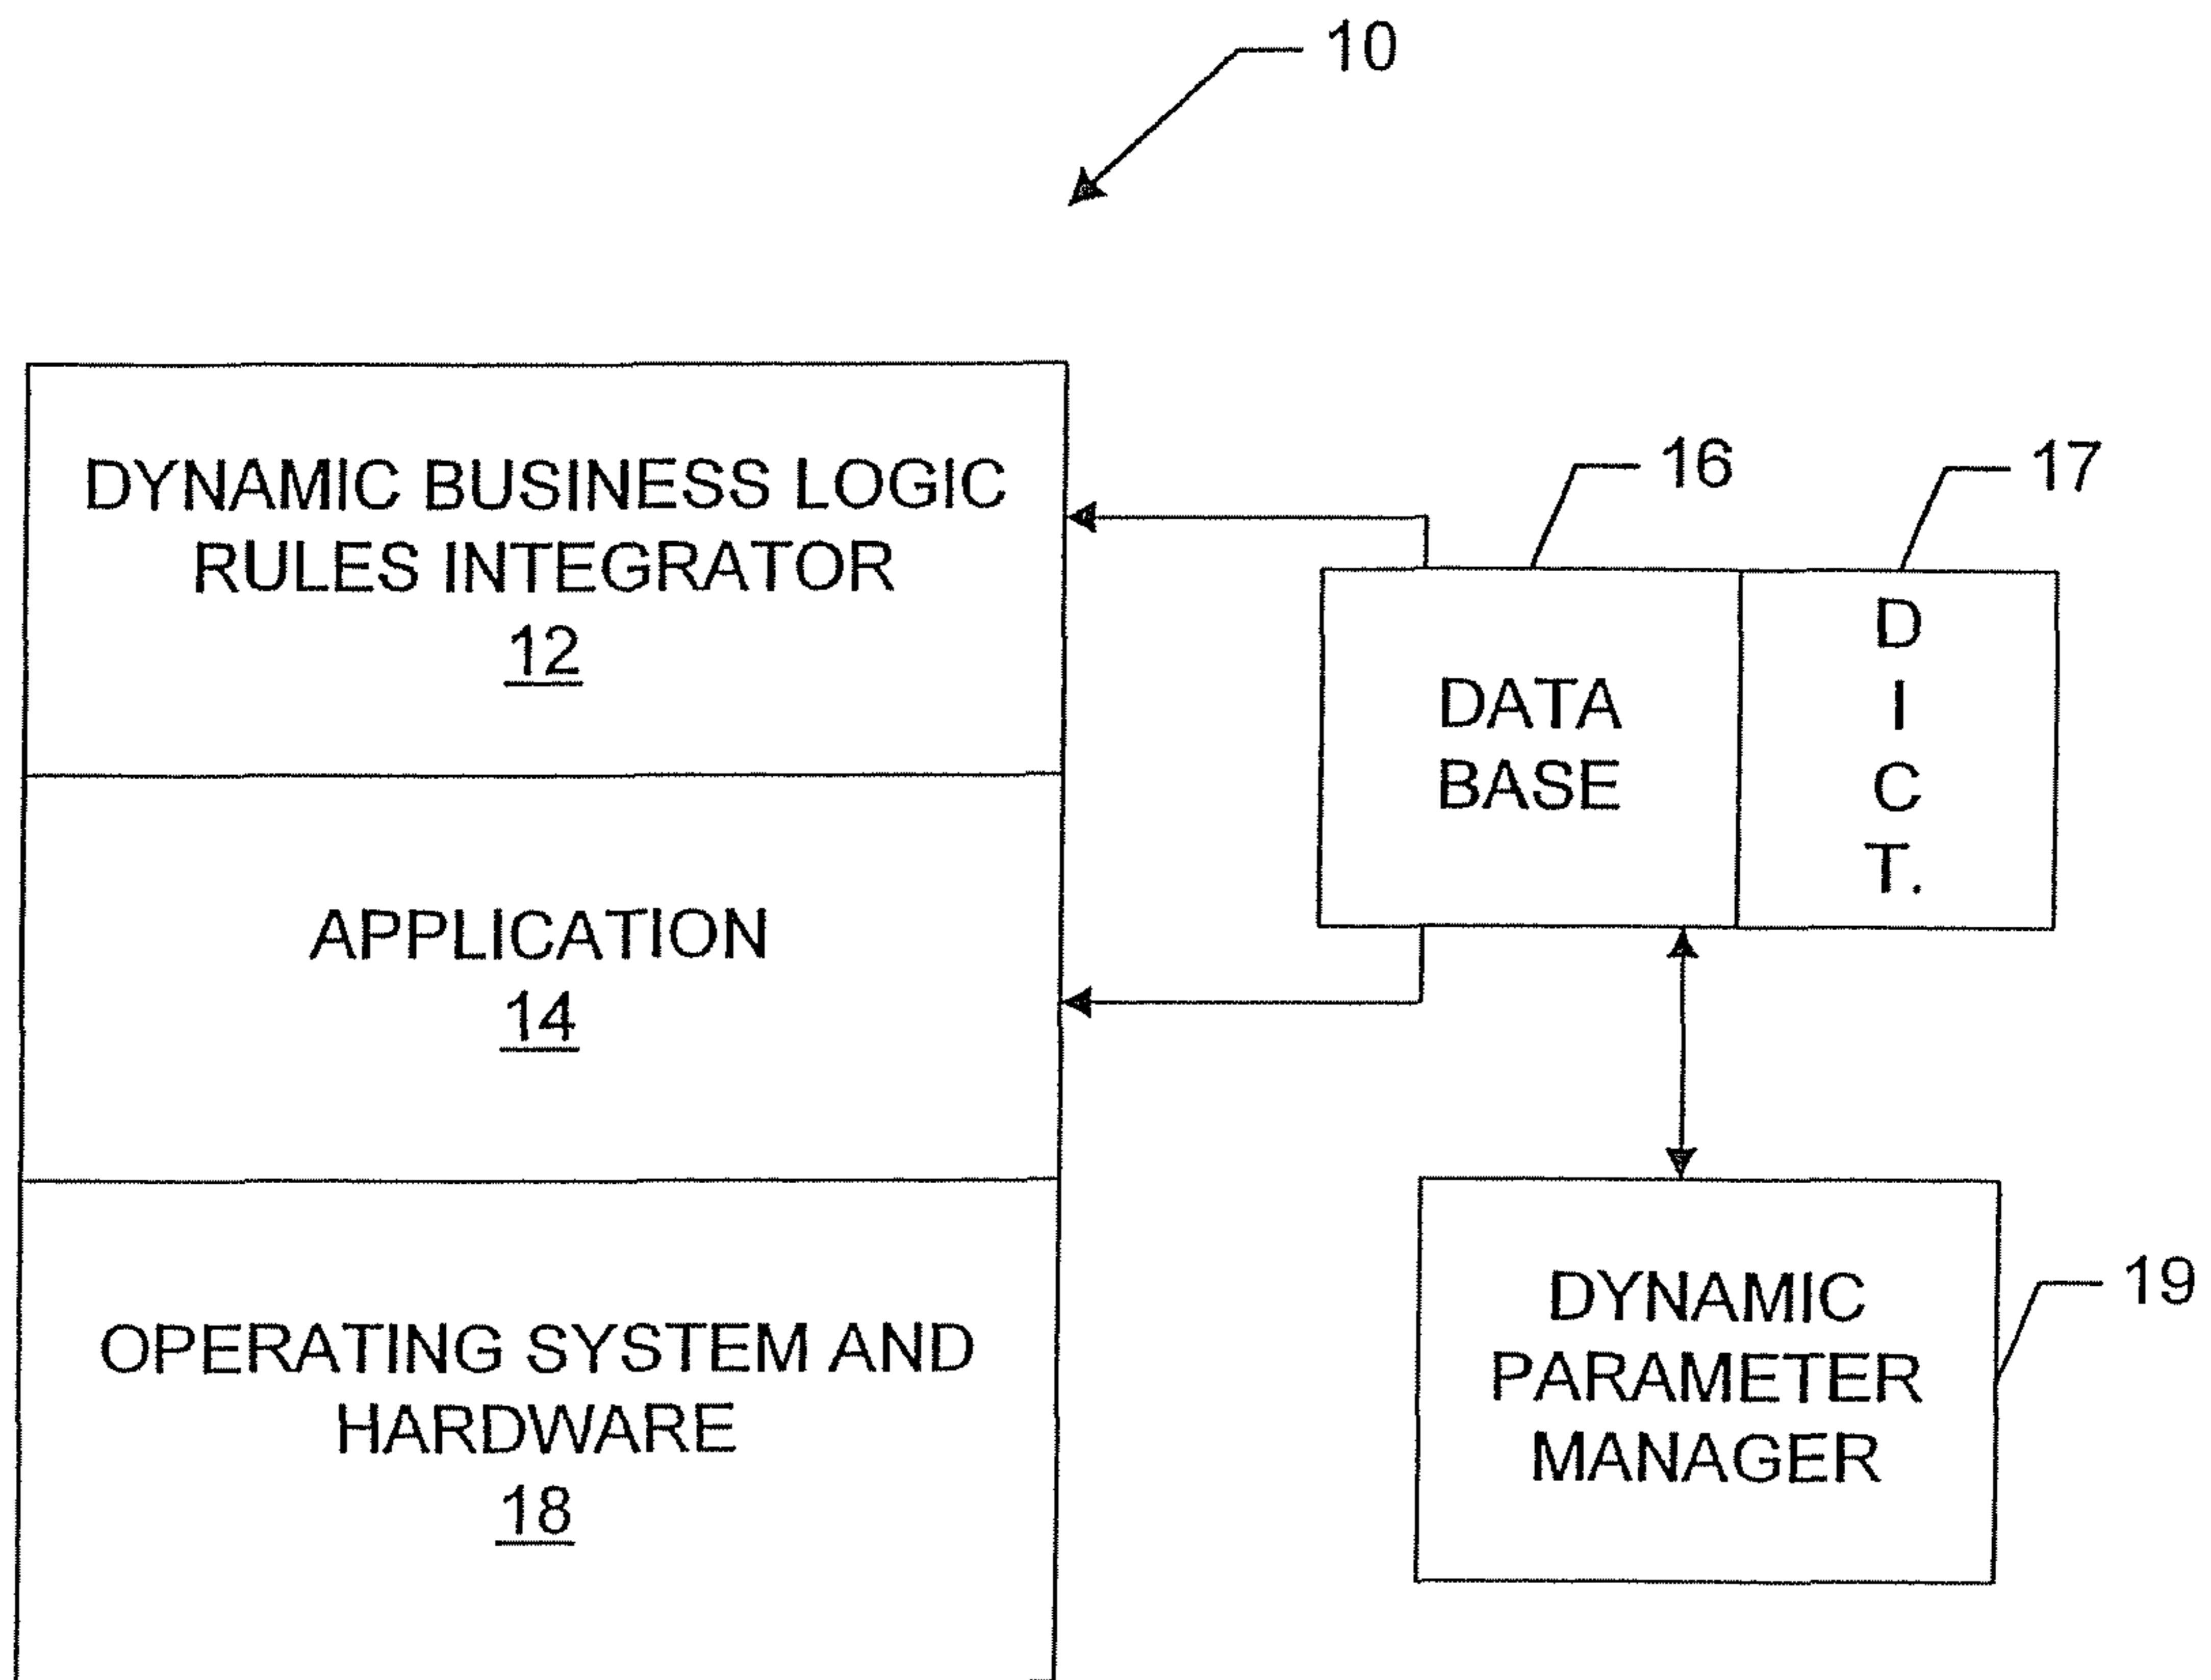 10
DYNAMIC BUSINESS LOGIC
RULES INTEGRATOR
12
APPLICATION
14
OPERATING SYSTEM AND
HARDWARE
18
16
17
DATA
BASE
D
I
C
T.
DYNAMIC
PARAMETER
MANAGER
19